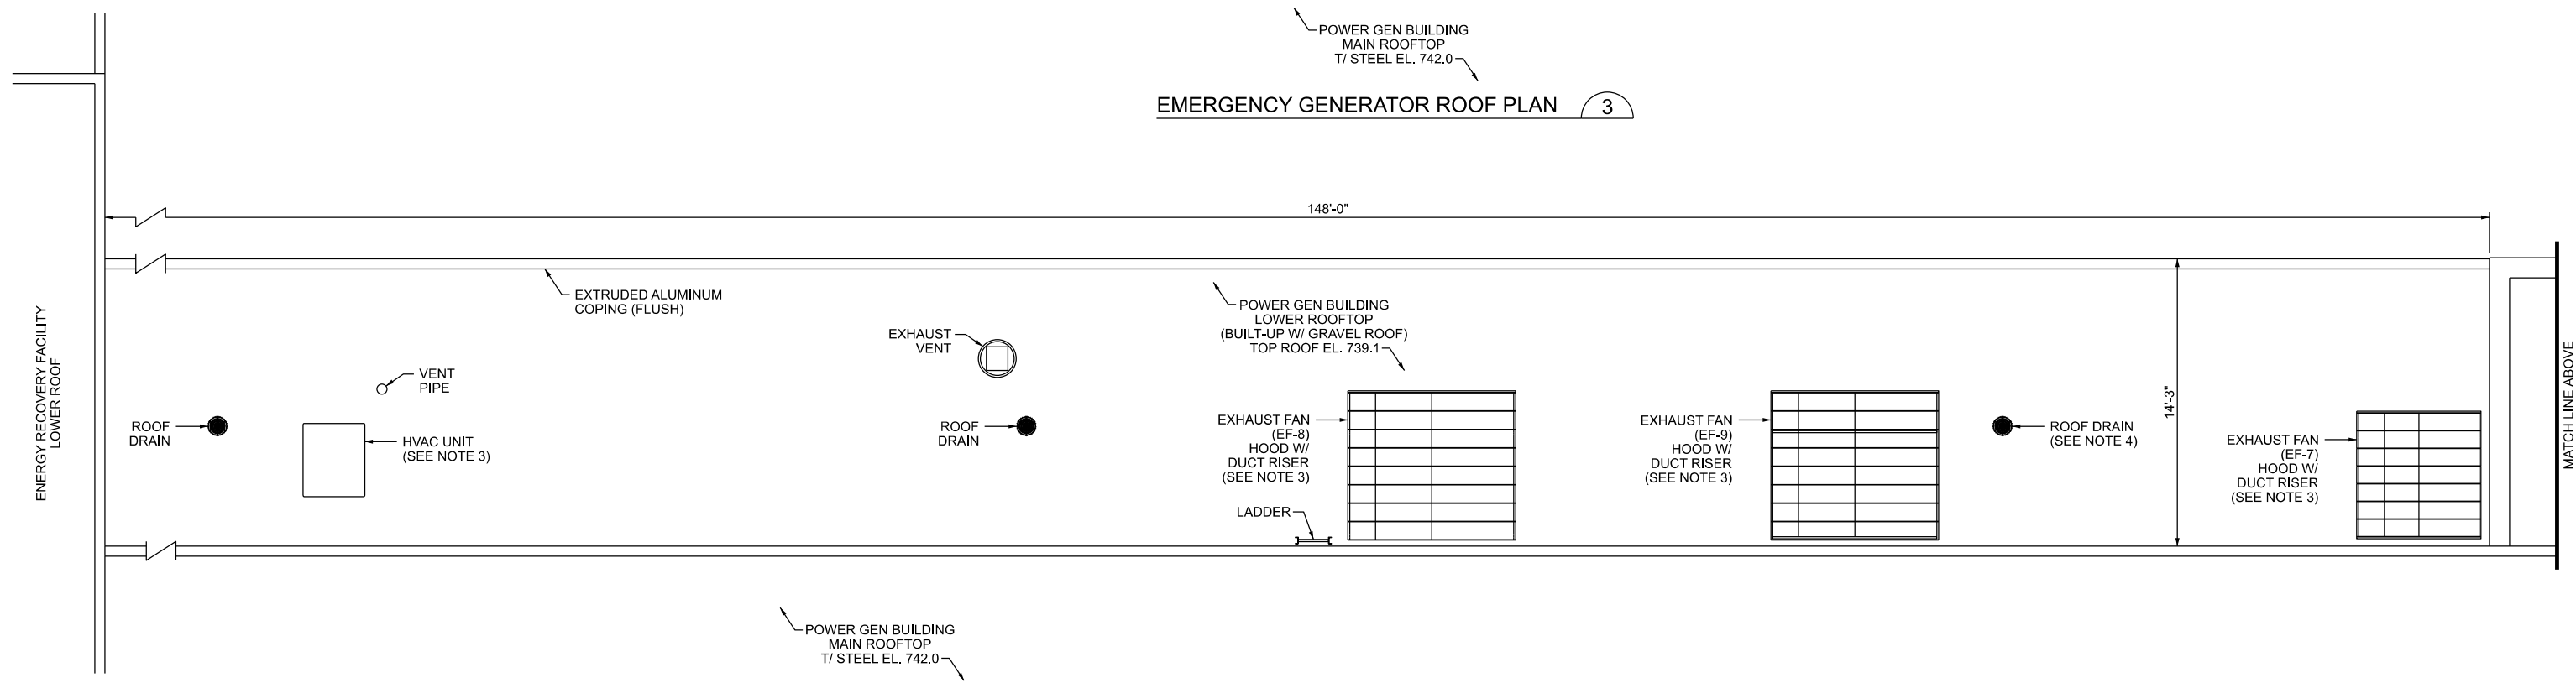 POWER GEN BUILDING
MAIN ROOFTOP
T/ STEEL EL. 742.0
EMERGENCY GENERATOR ROOF PLAN 3
148'-0"
EXTRUDED ALUMINUM
COPING (FLUSH)
POWER GEN BUILDING
LOWER ROOFTOP
(BUILT-UP W/ GRAVEL ROOF)
TOP ROOF EL. 739.1
EXHAUST
VENT
ENERGY RECOVERY FACILITY
LOWER ROOF
VENT
PIPE
ROOF
DRAIN
HVAC UNIT
(SEE NOTE 3)
ROOF
DRAIN
EXHAUST FAN
(EF-8)
HOOD W/
DUCT RISER
(SEE NOTE 3)
LADDER
EXHAUST FAN
(EF-9)
HOOD W/
DUCT RISER
(SEE NOTE 3)
ROOF DRAIN
(SEE NOTE 4)
14'-3"
EXHAUST FAN
(EF-7)
HOOD W/
DUCT RISER
(SEE NOTE 3)
MATCH LINE ABOVE
POWER GEN BUILDING
MAIN ROOFTOP
T/ STEEL EL. 742.0